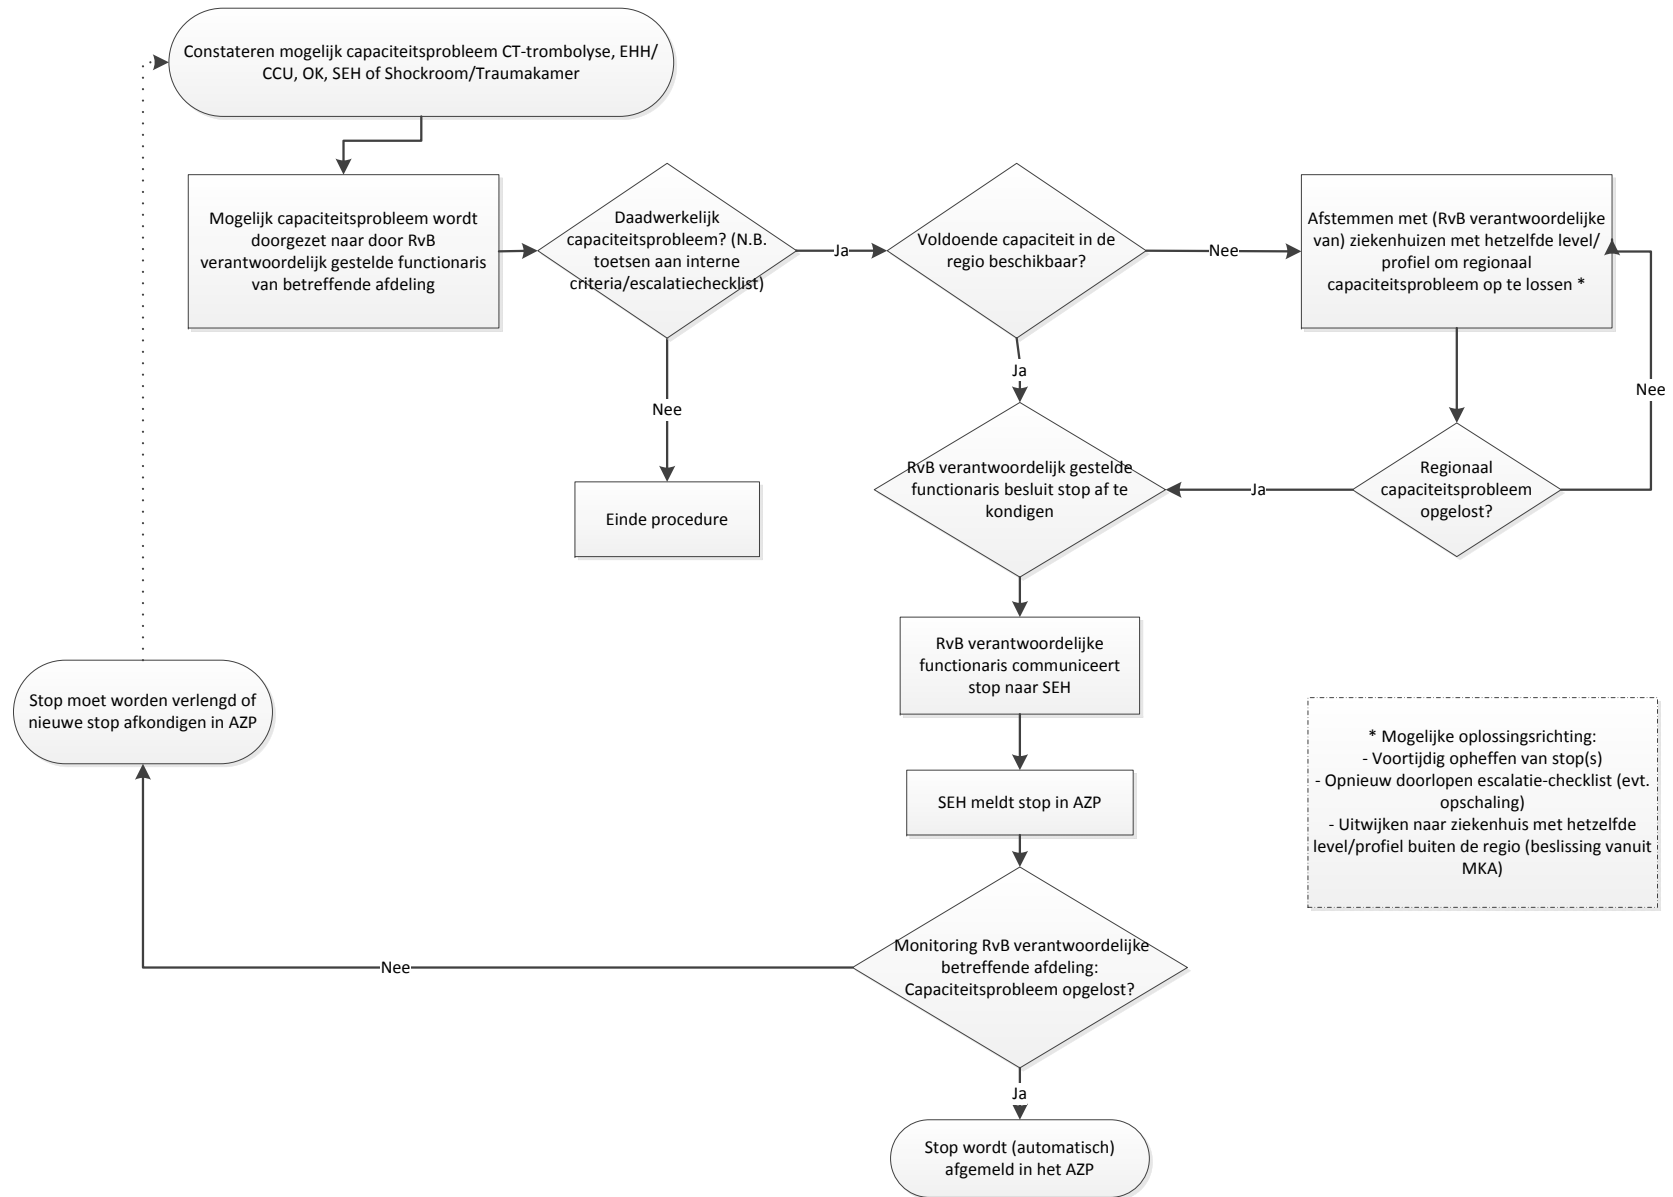 Constateren mogelijk capaciteitsprobleem CT-trombolyse, EHH/
CCU, OK, SEH of Shockroom/Traumakamer
Mogelijk capaciteitsprobleem wordt
doorgezet naar door RvB
verantwoordelijk gestelde functionaris
van betreffende afdeling
Daadwerkelijk
capaciteitsprobleem? (N.B.
toetsen aan interne
criteria/escalatiechecklist)
Ja
Voldoende capaciteit in de
regio beschikbaar?
Nee
Afstemmen met (RvB verantwoordelijke
van) ziekenhuizen met hetzelfde level/
profiel om regionaal
capaciteitsprobleem op te lossen *
Ja
Nee
Nee
RvB verantwoordelijk gestelde
functionaris besluit stop af te
kondigen
Ja
Regionaal
capaciteitsprobleem
opgelost?
Einde procedure
RvB verantwoordelijke
functionaris communiceert
stop naar SEH
Stop moet worden verlengd of
nieuwe stop afkondigen in AZP
* Mogelijke oplossingsrichting:
- Voortijdig opheffen van stop(s)
- Opnieuw doorlopen escalatie-checklist (evt.
opschaling)
- Uitwijken naar ziekenhuis met hetzelfde
level/profiel buiten de regio (beslissing vanuit
MKA)
SEH meldt stop in AZP
Monitoring RvB verantwoordelijke
betreffende afdeling:
Capaciteitsprobleem opgelost?
Nee
Ja
Stop wordt (automatisch)
afgemeld in het AZP